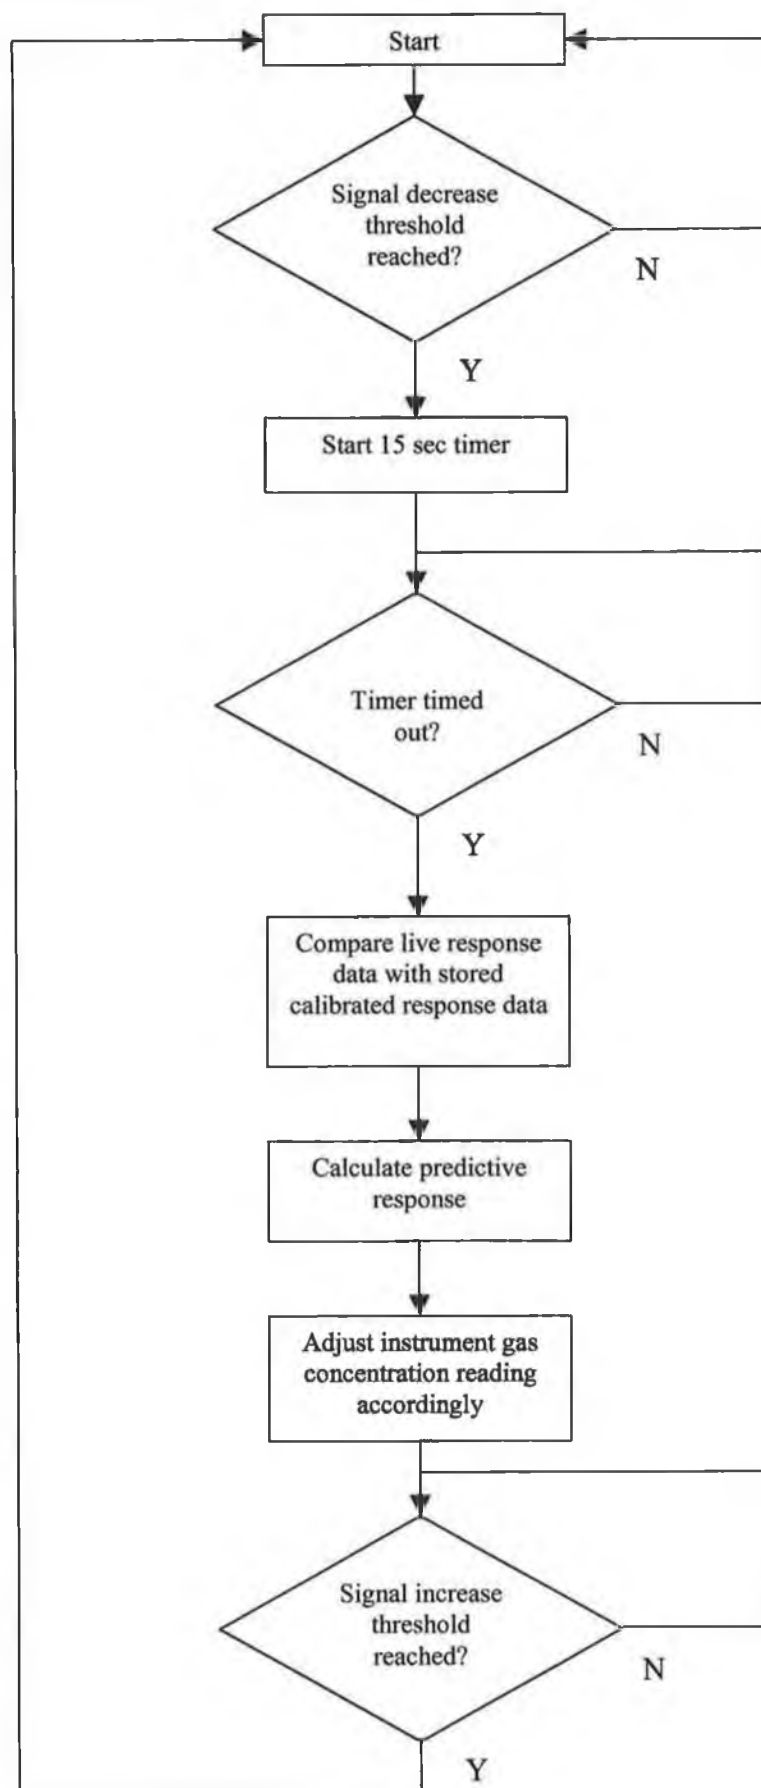 Start
Signal decrease
threshold
reached?
N
Y
Start 15 sec timer
Timer timed
out?
N
Y
Compare live response
data with stored
calibrated response data
Calculate predictive
response
Adjust instrument gas
concentration reading
accordingly
Signal increase
threshold
reached?
N
Y